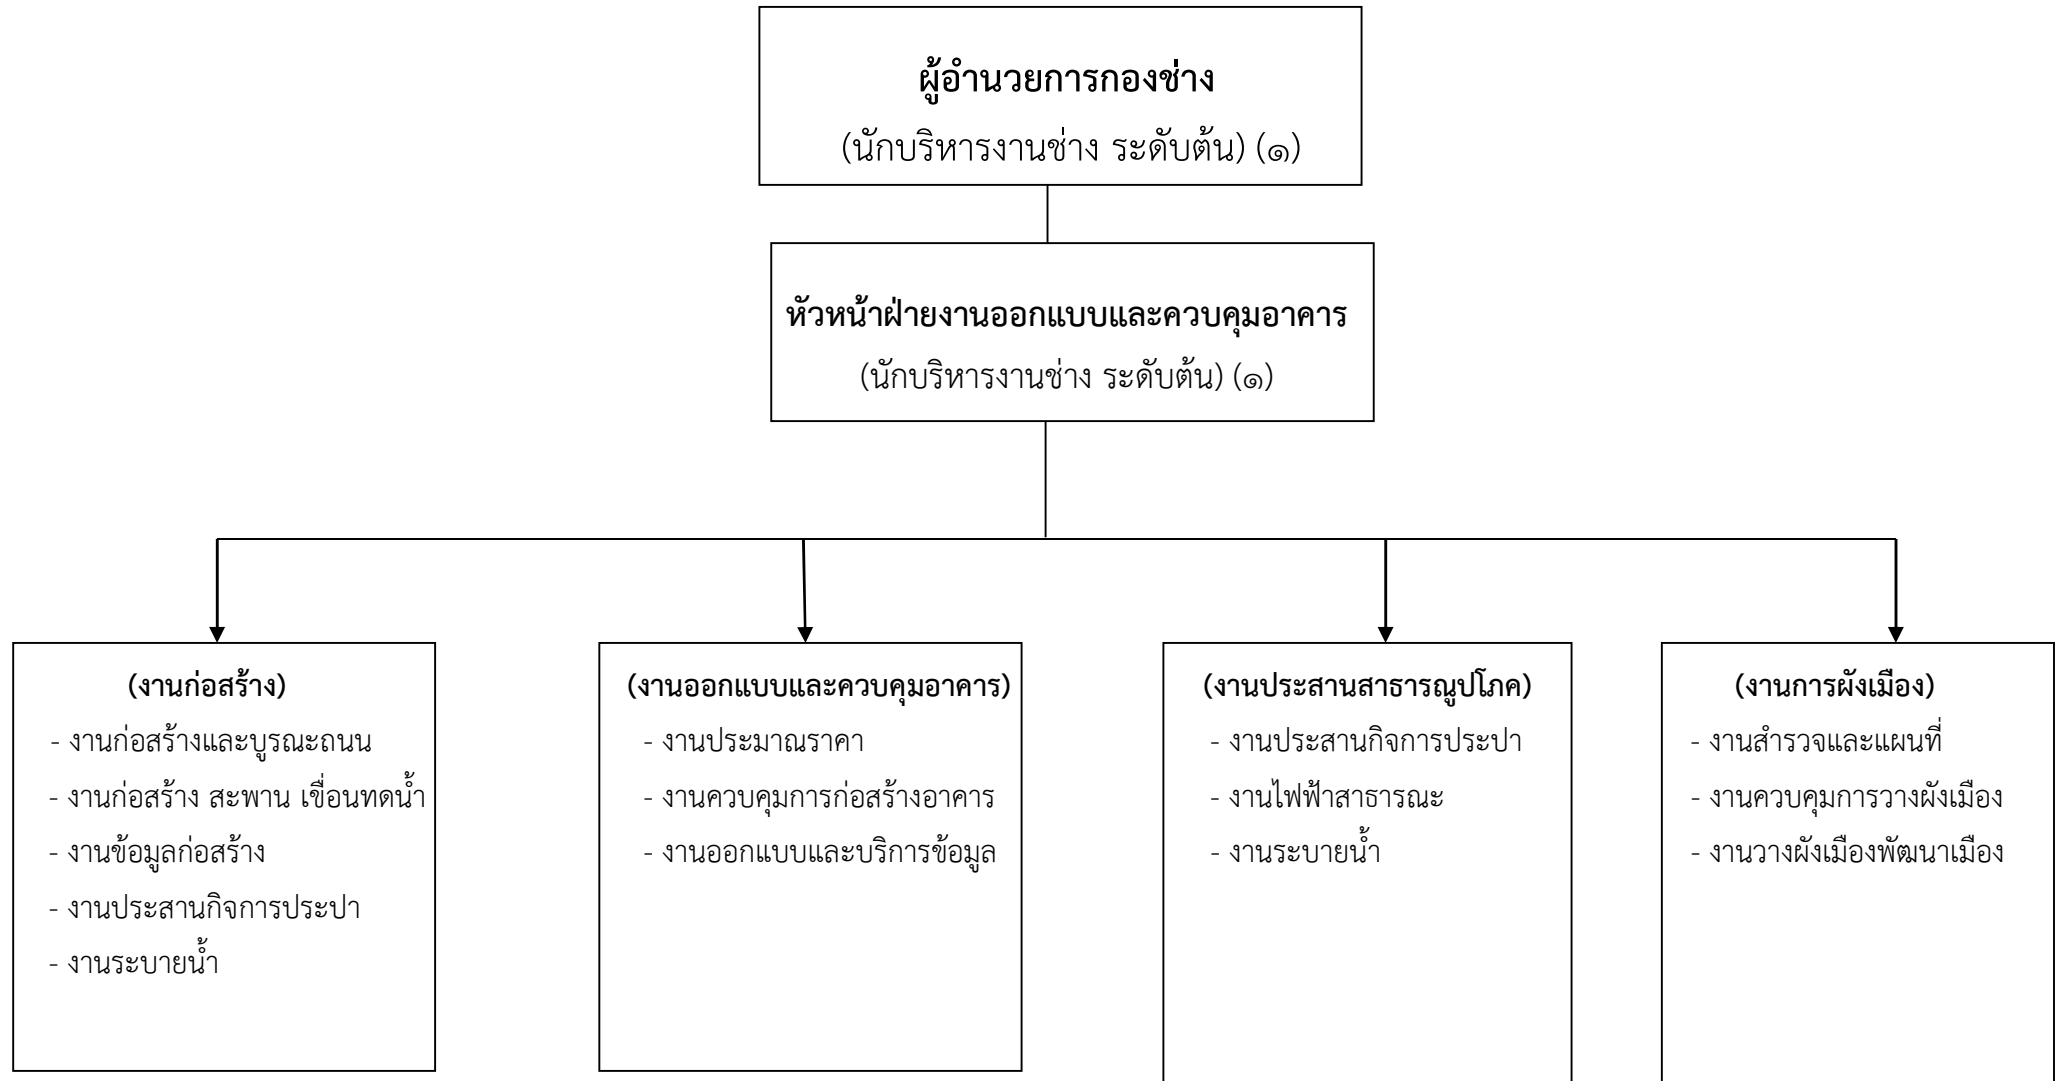 ผู้อำนวยการกองช่าง
(นักบริหารงานช่าง ระดับต้น) (๑)
หัวหน้าฝ่ายงานออกแบบและควบคุมอาคาร
(นักบริหารงานช่าง ระดับต้น) (๑)
(งานก่อสร้าง)
- งานก่อสร้างและบูรณะถนน
- งานก่อสร้าง สะพาน เขื่อนทดน้ำ
- งานข้อมูลก่อสร้าง
- งานประสานกิจการประปา
- งานระบายน้ำ
(งานออกแบบและควบคุมอาคาร)
- งานประมาณราคา
- งานควบคุมการก่อสร้างอาคาร
- งานออกแบบและบริการข้อมูล
(งานประสานสาธารณูปโภค)
- งานประสานกิจการประปา
- งานไฟฟ้าสาธารณะ
- งานระบายน้ำ
(งานการผังเมือง)
- งานสำรวจและแผนที่
- งานควบคุมการวางผังเมือง
- งานวางผังเมืองพัฒนาเมือง